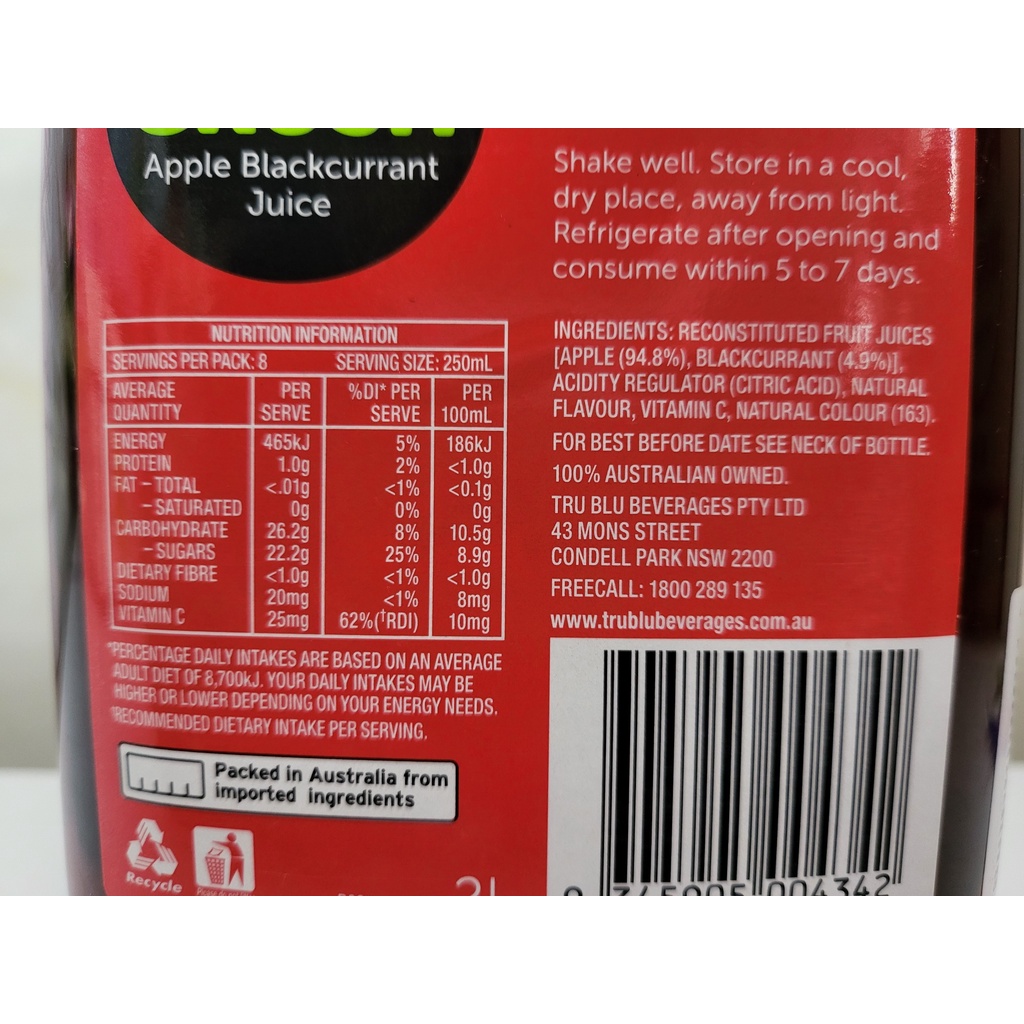 Apple Blackcurrant
Juice
Shake well. Store in a cool,
dry place, away from light.
Refrigerate after opening and
consume within 5 to 7 days.
NUTRITION INFORMATION
SERVINGS PER PACK: 8 SERVING SIZE: 250mL
AVERAGE PER %DI* PER PER
QUANTITY SERVE SERVE 100mL
ENERGY 465kJ 5% 186kJ
PROTEIN 1.0g 2% <1.0g
FAT – TOTAL <.01g <1% <0.1g
– SATURATED 0g 0% 0g
CARBOHYDRATE 26.2g 8% 10.5g
– SUGARS 22.2g 25% 8.9g
DIETARY FIBRE <1.0g <1% <1.0g
SODIUM 20mg <1% 8mg
VITAMIN C 25mg 62%(†RDI) 10mg
*PERCENTAGE DAILY INTAKES ARE BASED ON AN AVERAGE
ADULT DIET OF 8,700kJ. YOUR DAILY INTAKES MAY BE
HIGHER OR LOWER DEPENDING ON YOUR ENERGY NEEDS.
†RECOMMENDED DIETARY INTAKE PER SERVING.
Packed in Australia from
imported ingredients
Recycle
INGREDIENTS: RECONSTITUTED FRUIT JUICES
[APPLE (94.8%), BLACKCURRANT (4.9%)],
ACIDITY REGULATOR (CITRIC ACID), NATURAL
FLAVOUR, VITAMIN C, NATURAL COLOUR (163).
FOR BEST BEFORE DATE SEE NECK OF BOTTLE.
100% AUSTRALIAN OWNED.
TRU BLU BEVERAGES PTY LTD
43 MONS STREET
CONDELL PARK NSW 2200
FREECALL: 1800 289 135
www.trublubeverages.com.au
9 345005 004342